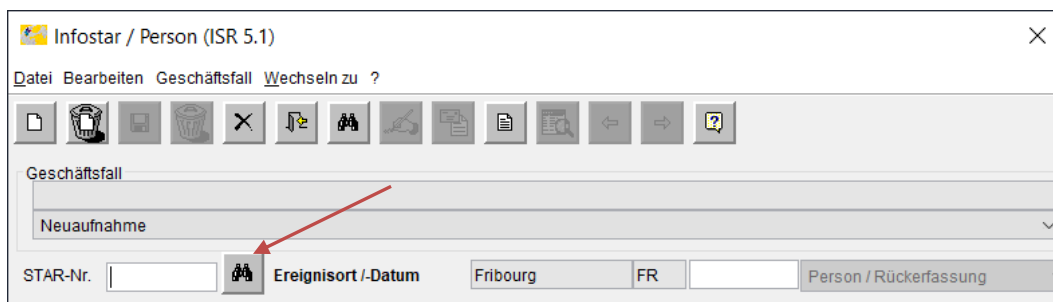 Infostar / Person (ISR 5.1)
Datei Bearbeiten Geschäftsfall Wechseln zu ?
Geschäftsfall
Neuaufnahme
STAR-Nr. Ereignisort /-Datum Fribourg FR Person / Rückerfassung